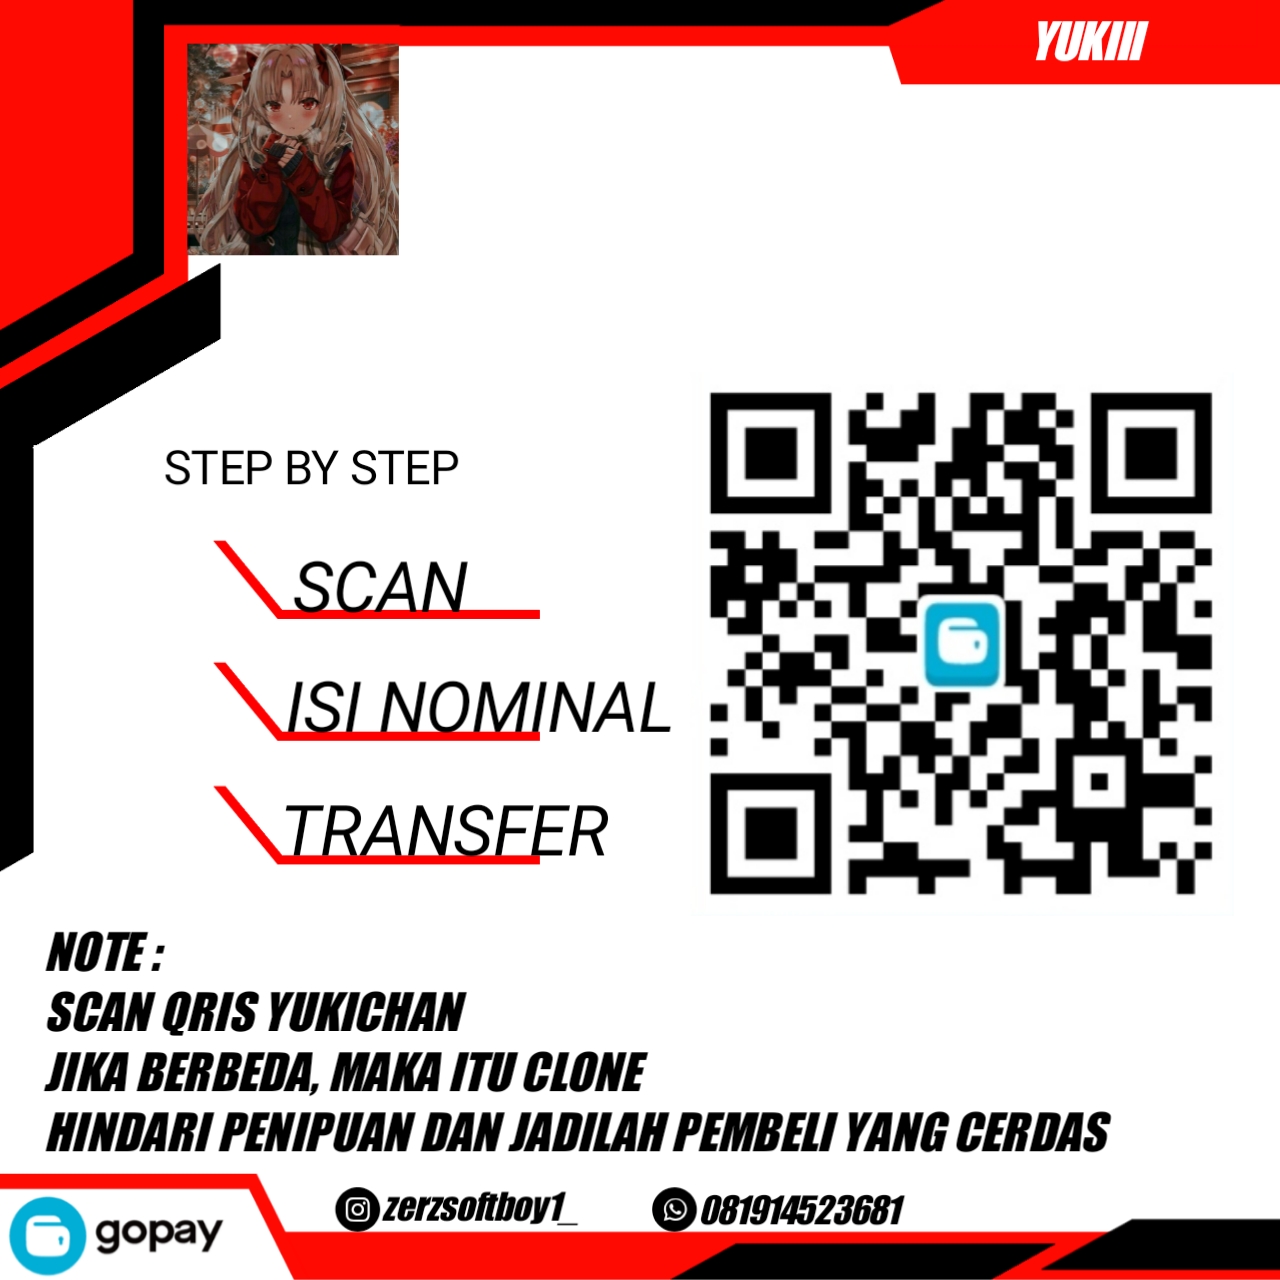 YUKIII
STEP BY STEP
SCAN
ISI NOMINAL
TRANSFER
NOTE :
SCAN QRIS YUKICHAN
JIKA BERBEDA, MAKA ITU CLONE
HINDARI PENIPUAN DAN JADILAH PEMBELI YANG CERDAS
gopay
zerzsoftboy1_
081914523681